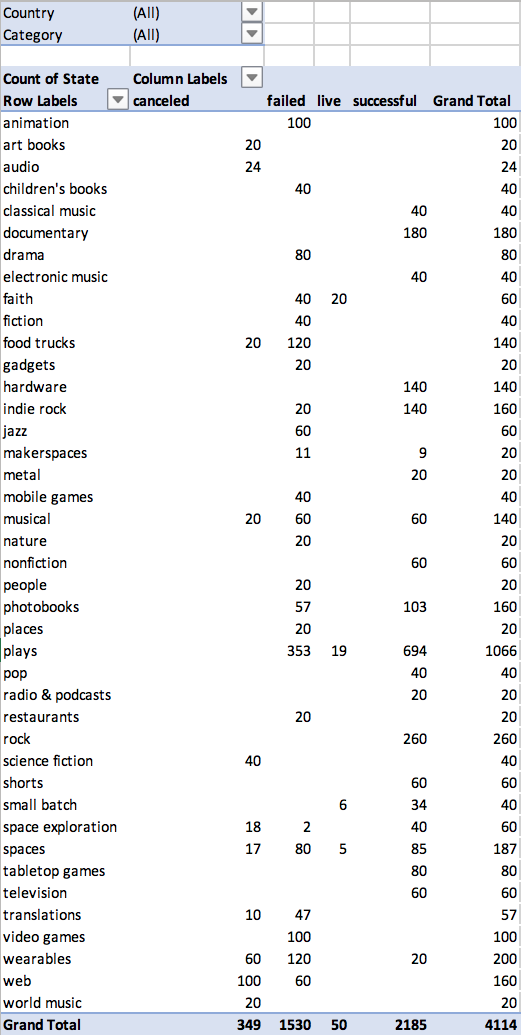 Country (All)
Category (All)
Count of State Column Labels
Row Labels canceled failed live successful Grand Total
animation 100 100
art books 20 20
audio 24 24
children's books 40 40
classical music 40 40
documentary 180 180
drama 80 80
electronic music 40 40
faith 40 20 60
fiction 40 40
food trucks 20 120 140
gadgets 20 20
hardware 140 140
indie rock 20 140 160
jazz 60 60
makerspaces 11 9 20
metal 20 20
mobile games 40 40
musical 20 60 60 140
nature 20 20
nonfiction 60 60
people 20 20
photobooks 57 103 160
places 20 20
plays 353 19 694 1066
pop 40 40
radio & podcasts 20 20
restaurants 20 20
rock 260 260
science fiction 40 40
shorts 60 60
small batch 6 34 40
space exploration 18 2 40 60
spaces 17 80 5 85 187
tabletop games 80 80
television 60 60
translations 10 47 57
video games 100 100
wearables 60 120 20 200
web 100 60 160
world music 20 20
Grand Total 349 1530 50 2185 4114